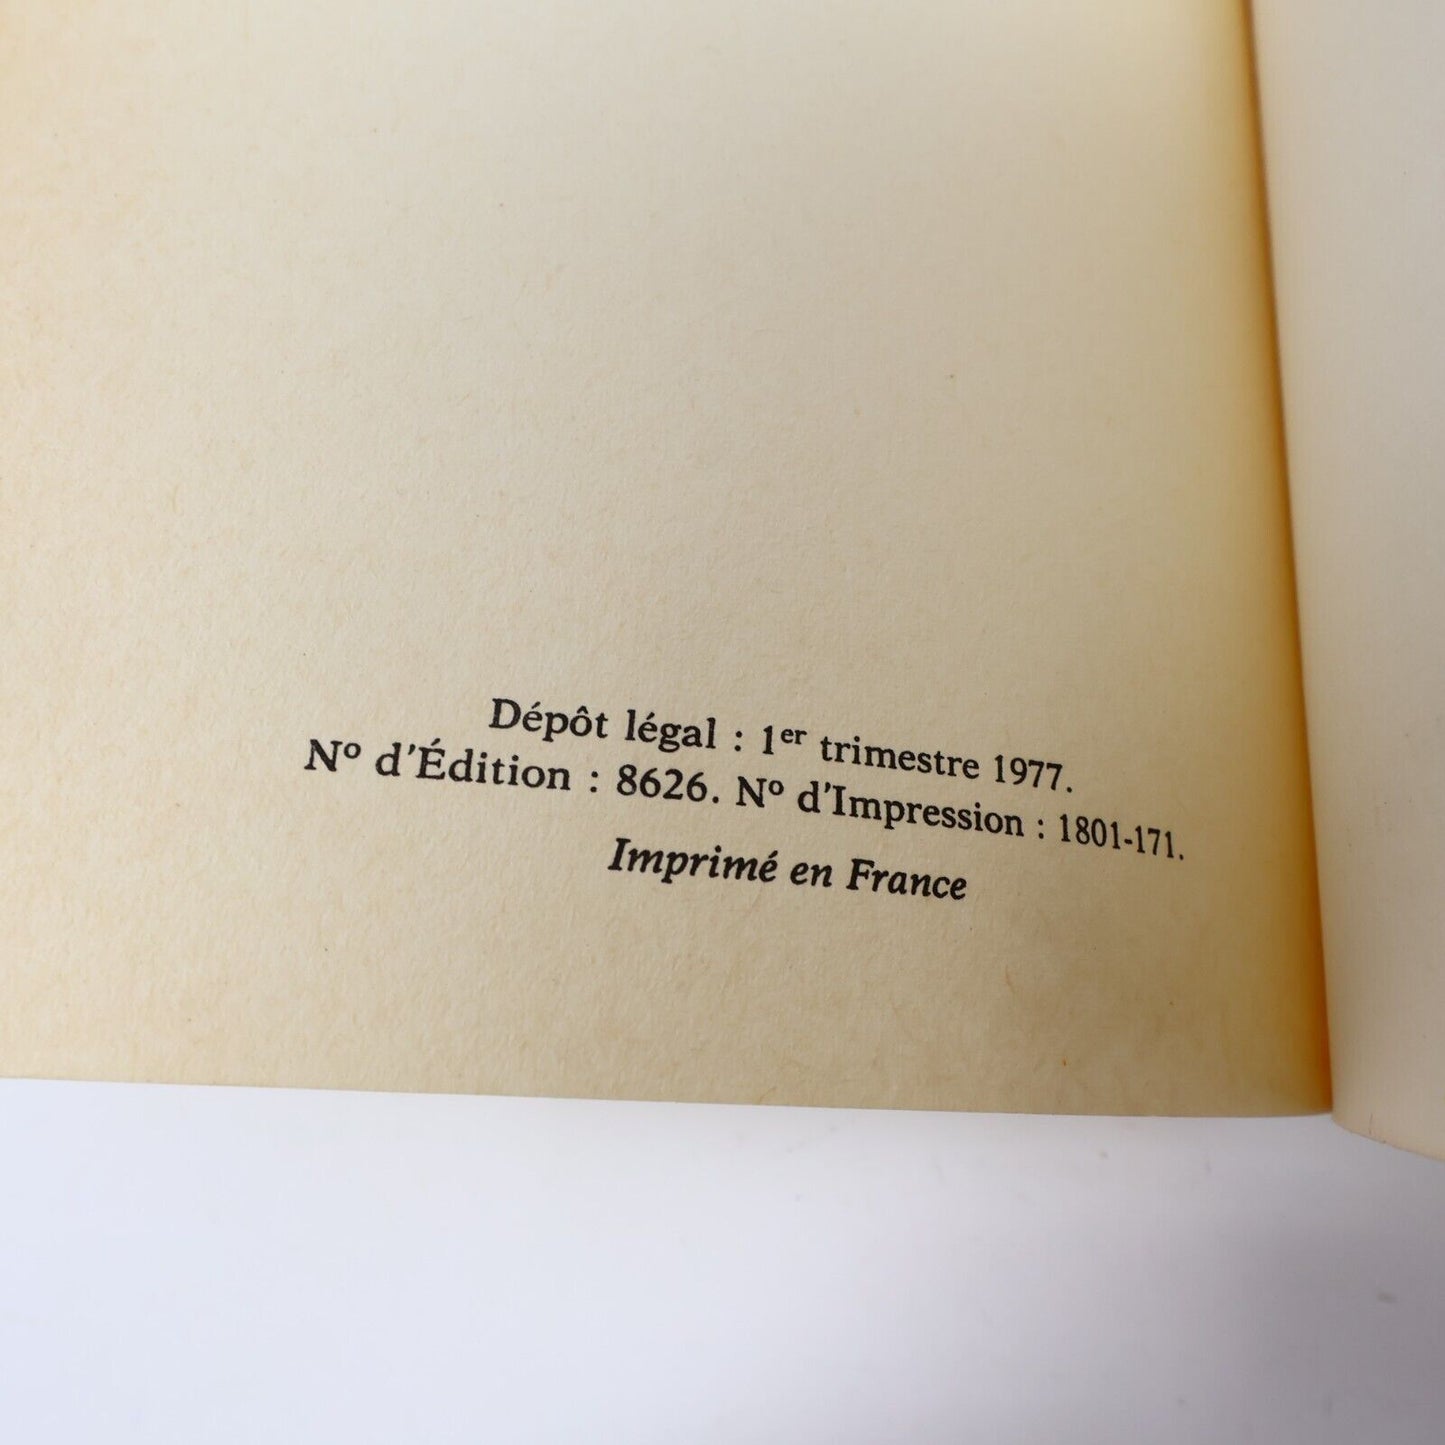 Dépôt légal : 1er trimestre 1977.
Nº d'Édition : 8626. Nº d'Impression : 1801-171.
Imprimé en France